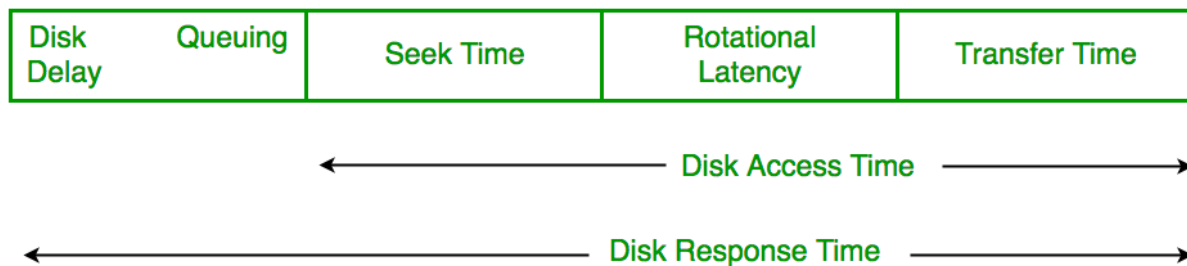 Disk Queuing
Delay
Seek Time
Rotational
Latency
Transfer Time
Disk Access Time
Disk Response Time